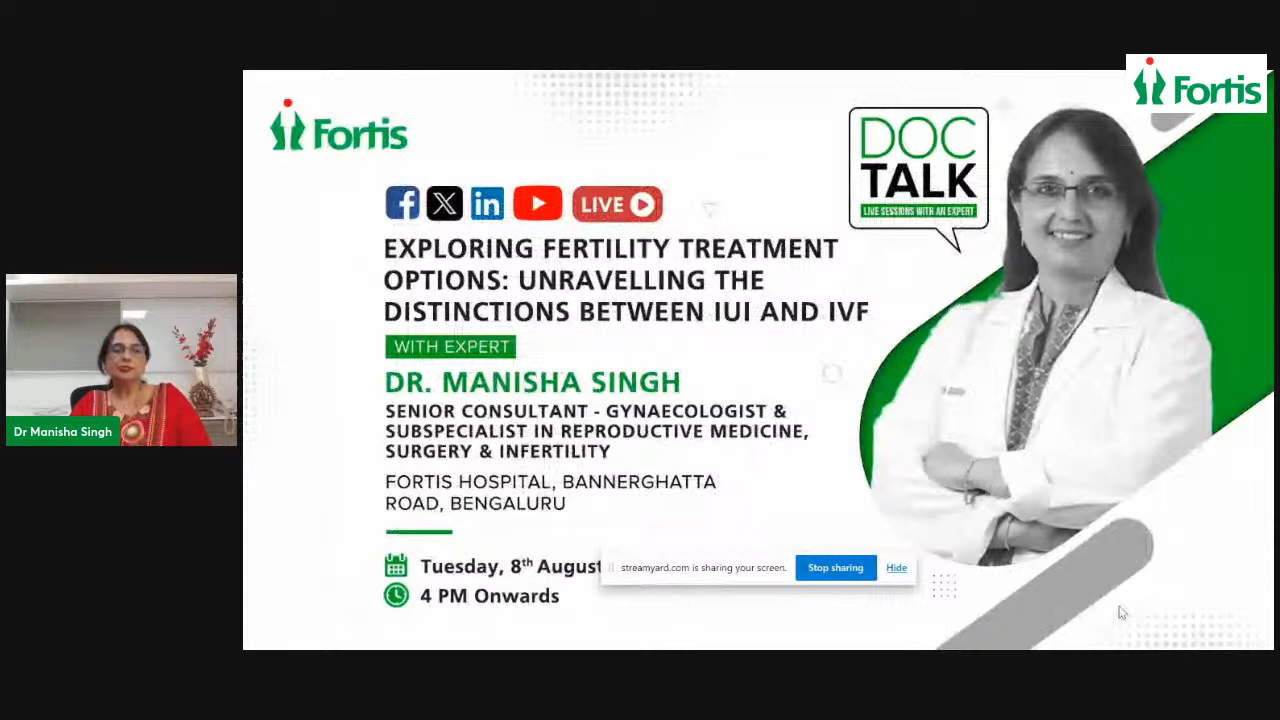 Fortis
Fortis
DOC
TALK
LIVE SESSIONS WITH AN EXPERT
LIVE
EXPLORING FERTILITY TREATMENT
OPTIONS: UNRAVELLING THE
DISTINCTIONS BETWEEN IUI AND IVF
WITH EXPERT
DR. MANISHA SINGH
SENIOR CONSULTANT - GYNAECOLOGIST &
SUBSPECIALIST IN REPRODUCTIVE MEDICINE,
SURGERY & INFERTILITY
FORTIS HOSPITAL, BANNERGHATTA
ROAD, BENGALURU
Tuesday, 8th August
4 PM Onwards
streamyard.com is sharing your screen. Stop sharing Hide
Dr Manisha Singh